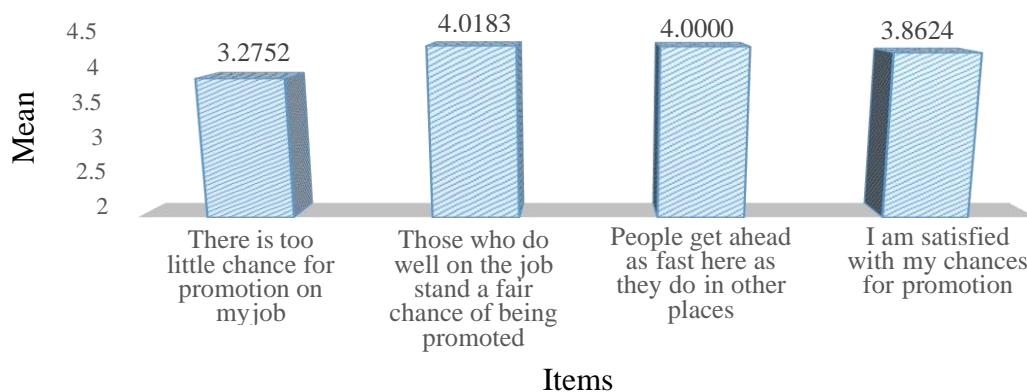 4.5
4
3.5
3
2.5
2
Mean
3.2752
4.0183
4.0000
3.8624
There is too
little chance for
promotion on
myjob
Those who do
well on the job
stand a fair
chance of being
promoted
People get ahead
as fast here as
they do in other
places
I am satisfied
with my chances
for promotion
Items